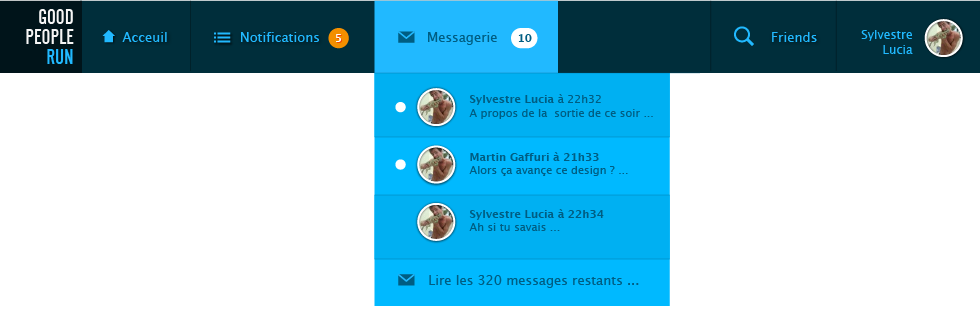 GOOD
PEOPLE
RUN
Acceuil
Notifications 5
Messagerie 10
Friends
Sylvestre
Lucia
Sylvestre Lucia à 22h32
A propos de la sortie de ce soir ...
Martin Gaffuri à 21h33
Alors ça avançe ce design ? ...
Sylvestre Lucia à 22h34
Ah si tu savais ...
Lire les 320 messages restants ...